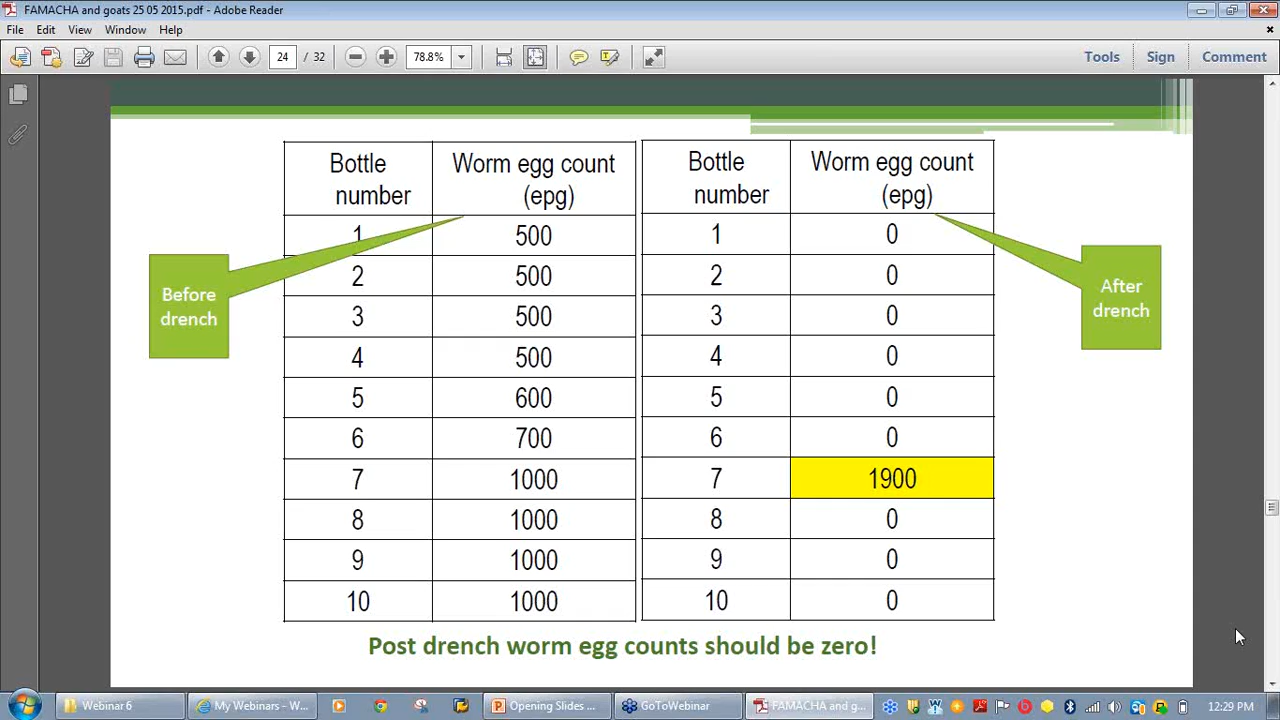 FAMACHA and goats 25 05 2015.pdf - Adobe Reader
File Edit View Window Help
24 / 32 78.8% Tools Sign Comment
Bottle number Worm egg count (epg) Bottle number Worm egg count (epg)
1 500 1 0
2 500 2 0
3 500 3 0
4 500 4 0
5 600 5 0
6 700 6 0
7 1000 7 1900
8 1000 8 0
9 1000 9 0
10 1000 10 0
Before
drench
After
drench
Post drench worm egg counts should be zero!
Webinar6 My Webinars - W... Opening Slides ... GoToWebinar FAMACHA and g... 12:29 PM